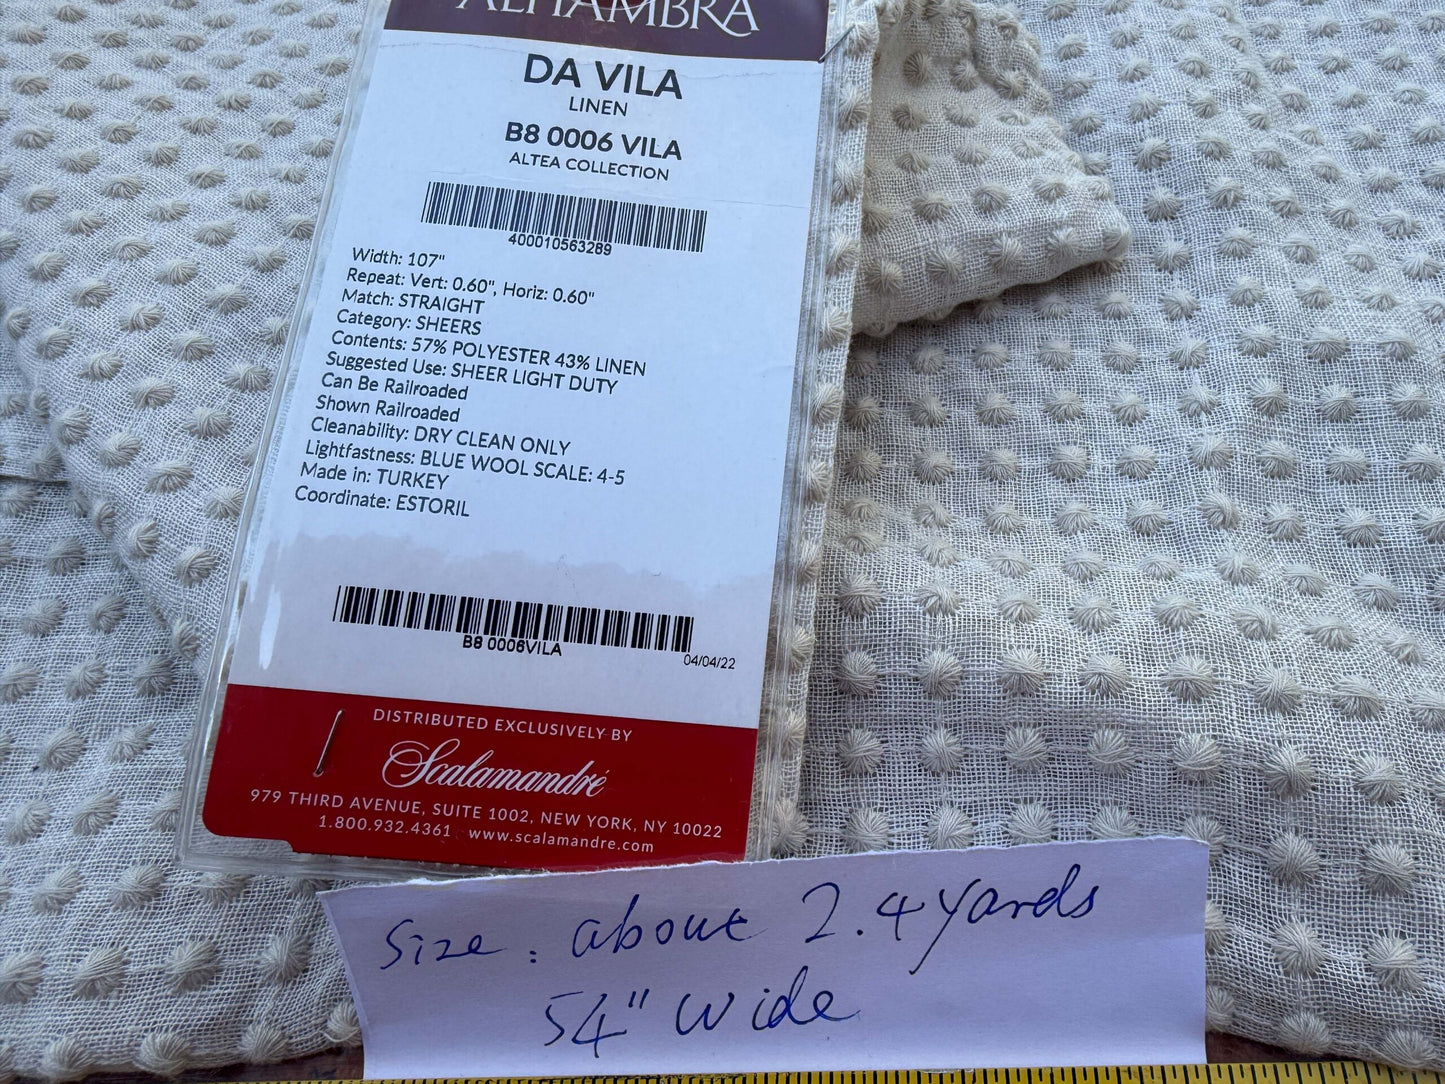 ALHAMBRA
DA VILA
LINEN
B8 0006 VILA
ALTEA COLLECTION
400010563289
Width: 107"
Repeat: Vert: 0.60", Horiz: 0.60"
Match: STRAIGHT
Category: SHEERS
Contents: 57% POLYESTER 43% LINEN
Suggested Use: SHEER LIGHT DUTY
Can Be Railroaded
Shown Railroaded
Cleanability: DRY CLEAN ONLY
Lightfastness: BLUE WOOL SCALE: 4-5
Made in: TURKEY
Coordinate: ESTORIL
B8 0006VILA
04/04/22
DISTRIBUTED EXCLUSIVELY BY
Scalamandré
979 THIRD AVENUE, SUITE 1002, NEW YORK, NY 10022
1.800.932.4361 www.scalamandre.com
Size: about 2.4 yards
54" wide